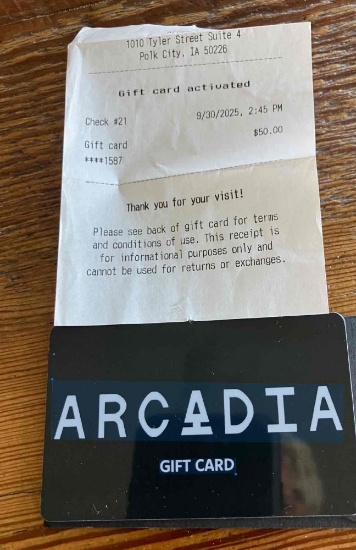 1010 Tyler Street Suite 4
Polk City, IA 50226
Gift card activated
Check #21 9/30/2025, 2:45 PM
Gift card $50.00
****1587
Thank you for your visit!
Please see back of gift card for terms
and conditions of use. This receipt is
for informational purposes only and
cannot be used for returns or exchanges.
ARCADIA
GIFT CARD